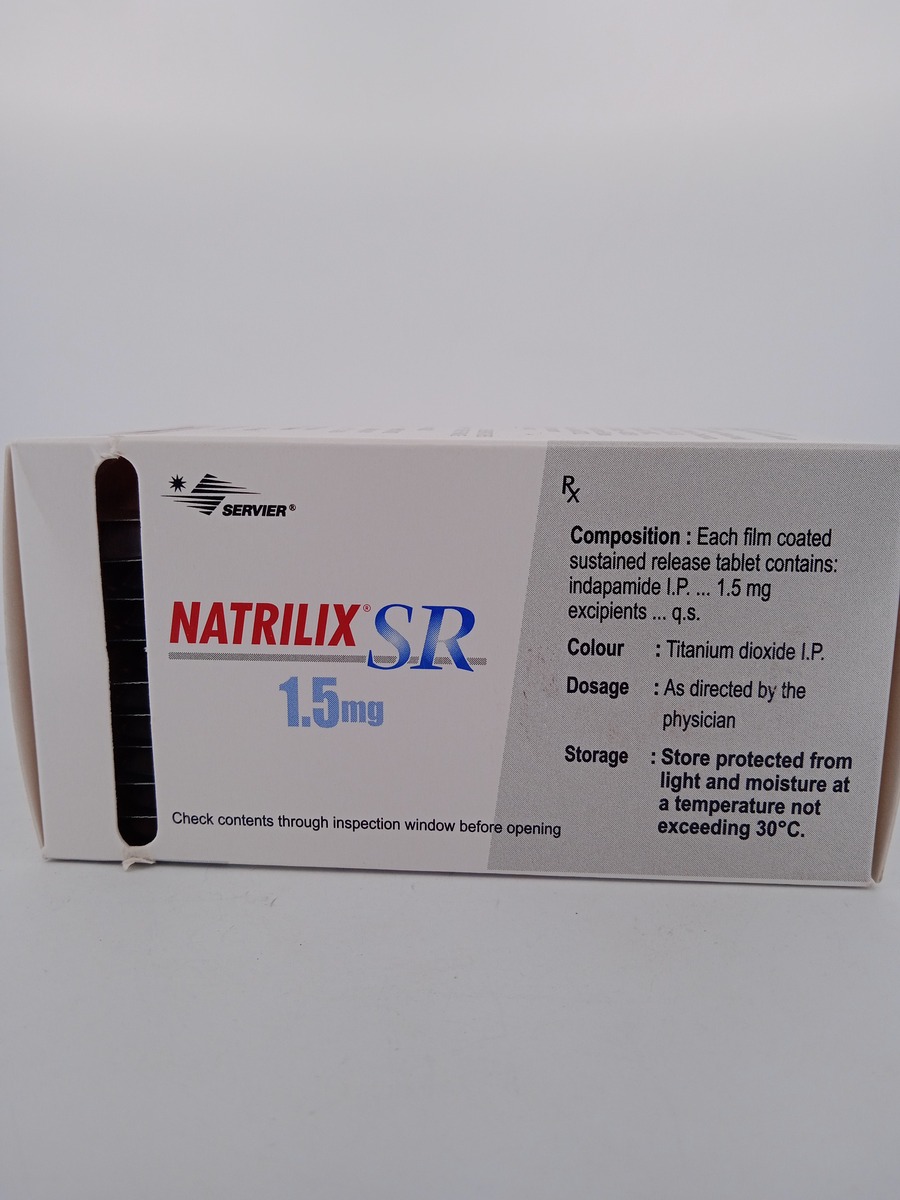 SERVIER®
NATRILIX® SR
1.5mg
Check contents through inspection window before opening
Rx
Composition : Each film coated
sustained release tablet contains:
indapamide I.P. ... 1.5 mg
excipients ... q.s.
Colour : Titanium dioxide I.P.
Dosage : As directed by the
physician
Storage : Store protected from
light and moisture at
a temperature not
exceeding 30°C.